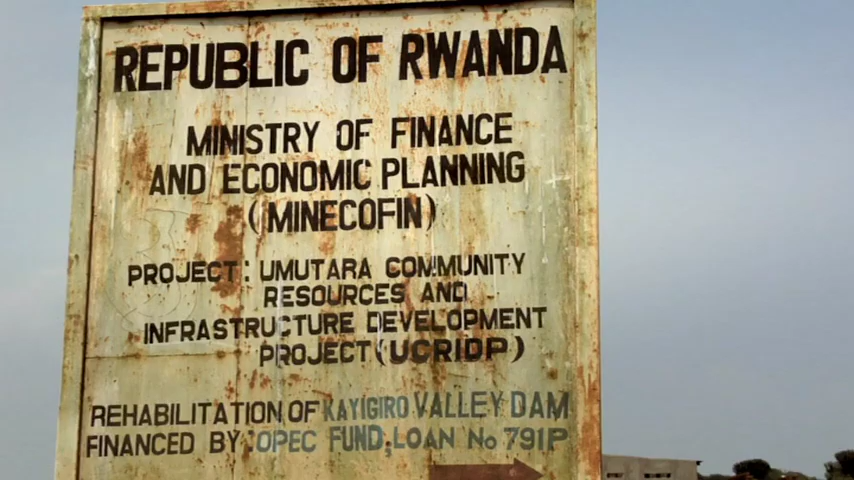 REPUBLIC OF RWANDA
MINISTRY OF FINANCE
AND ECONOMIC PLANNING
(MINECOFIN)
PROJECT: UMUTARA COMMUNITY
RESOURCES AND
INFRASTRUCTURE DEVELOPMENT
PROJECT (UCRIDP)
REHABILITATION OF KAYIGIRO VALLEY DAM
FINANCED BY: OPEC FUND, LOAN No 791P